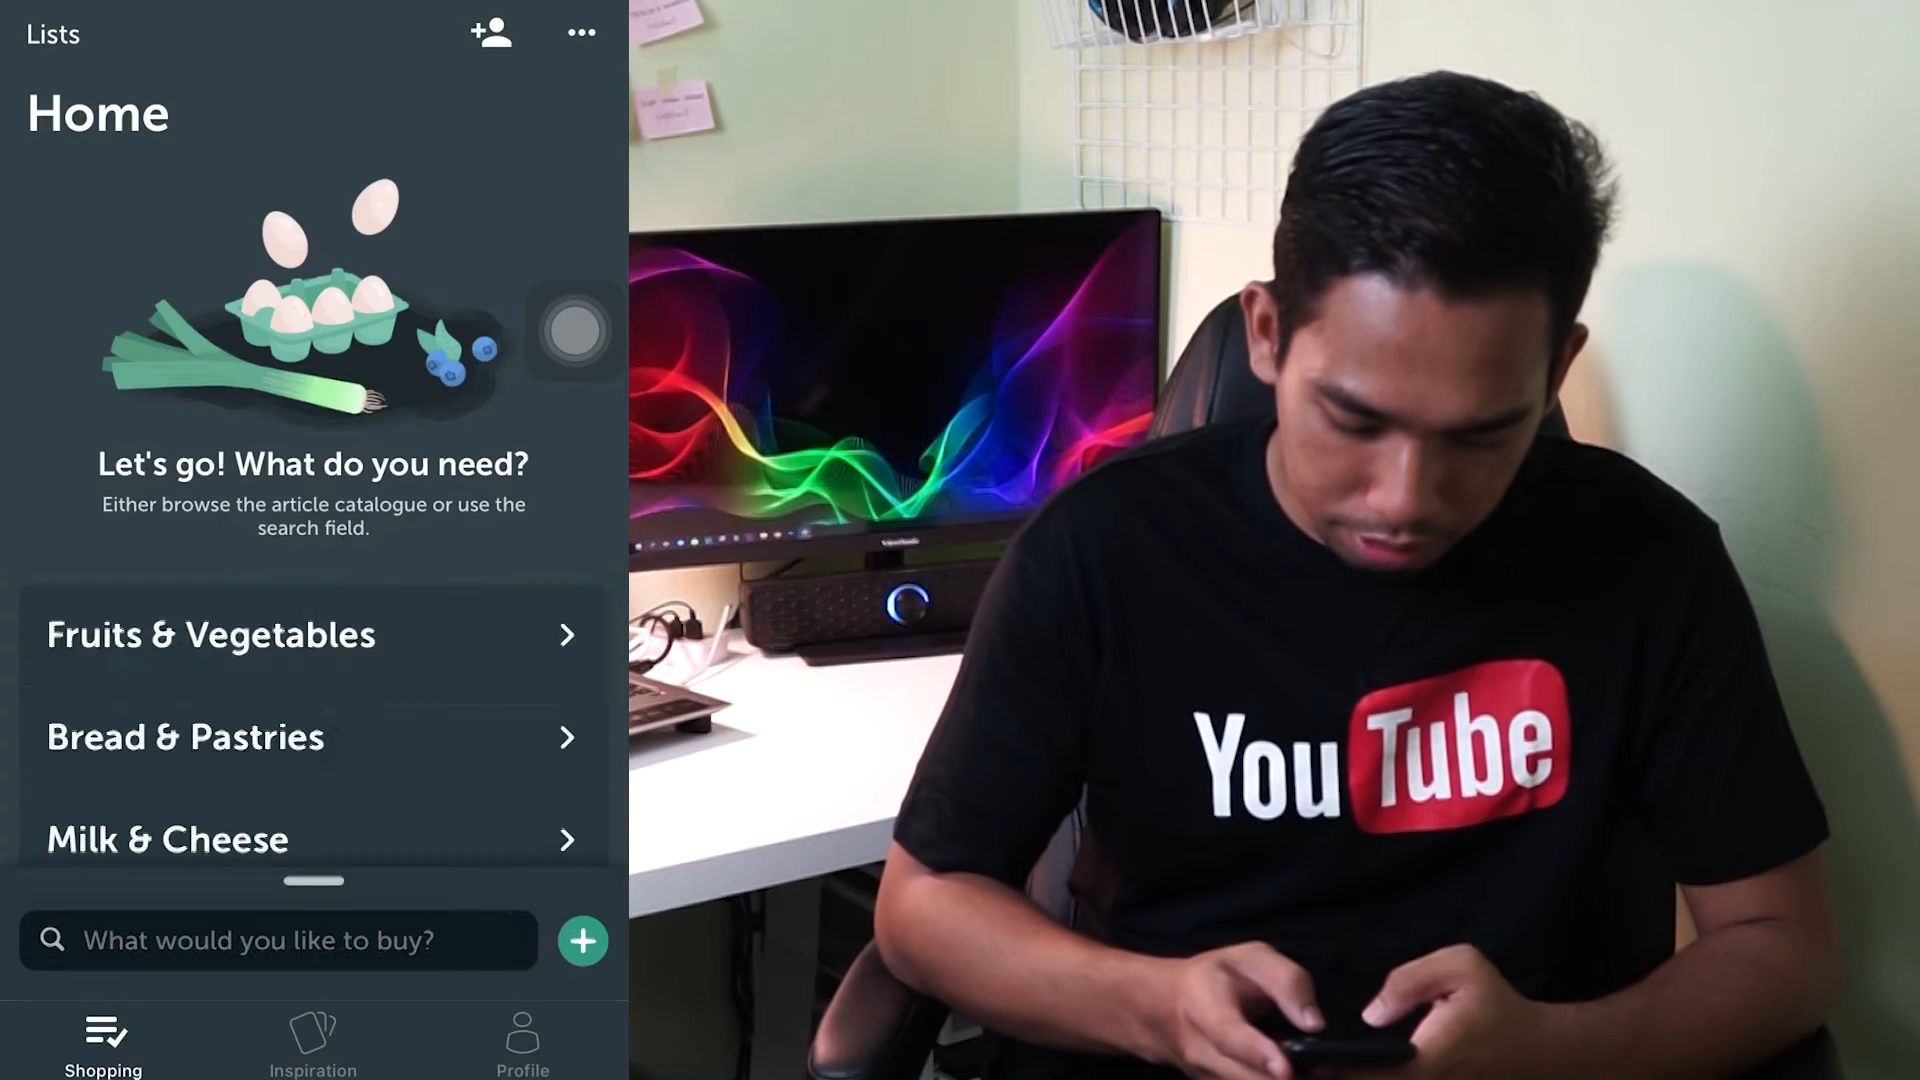 Lists
Home
Let's go! What do you need?
Either browse the article catalogue or use the
search field.
Fruits & Vegetables
Bread & Pastries
Milk & Cheese
What would you like to buy?
Shopping
Inspiration
Profile
ViewSonic
YouTube